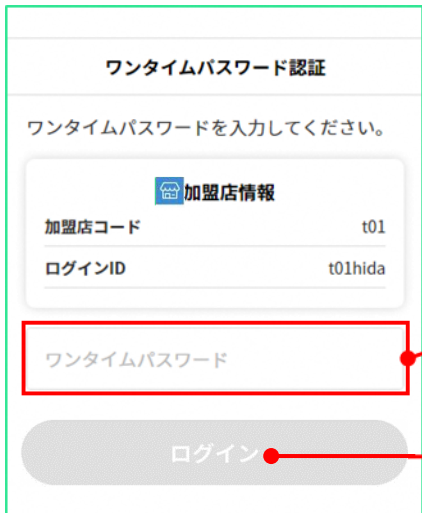 ワンタイムパスワード認証
ワンタイムパスワードを入力してください。
加盟店情報
加盟店コード t01
ログインID t01hida
ワンタイムパスワード
ログイン